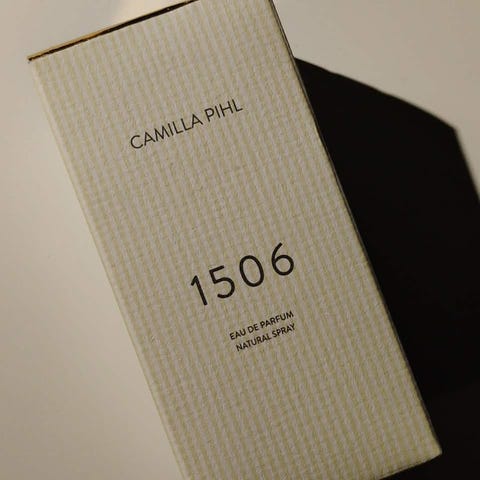 CAMILLA PIHL
1506
EAU DE PARFUM
NATURAL SPRAY